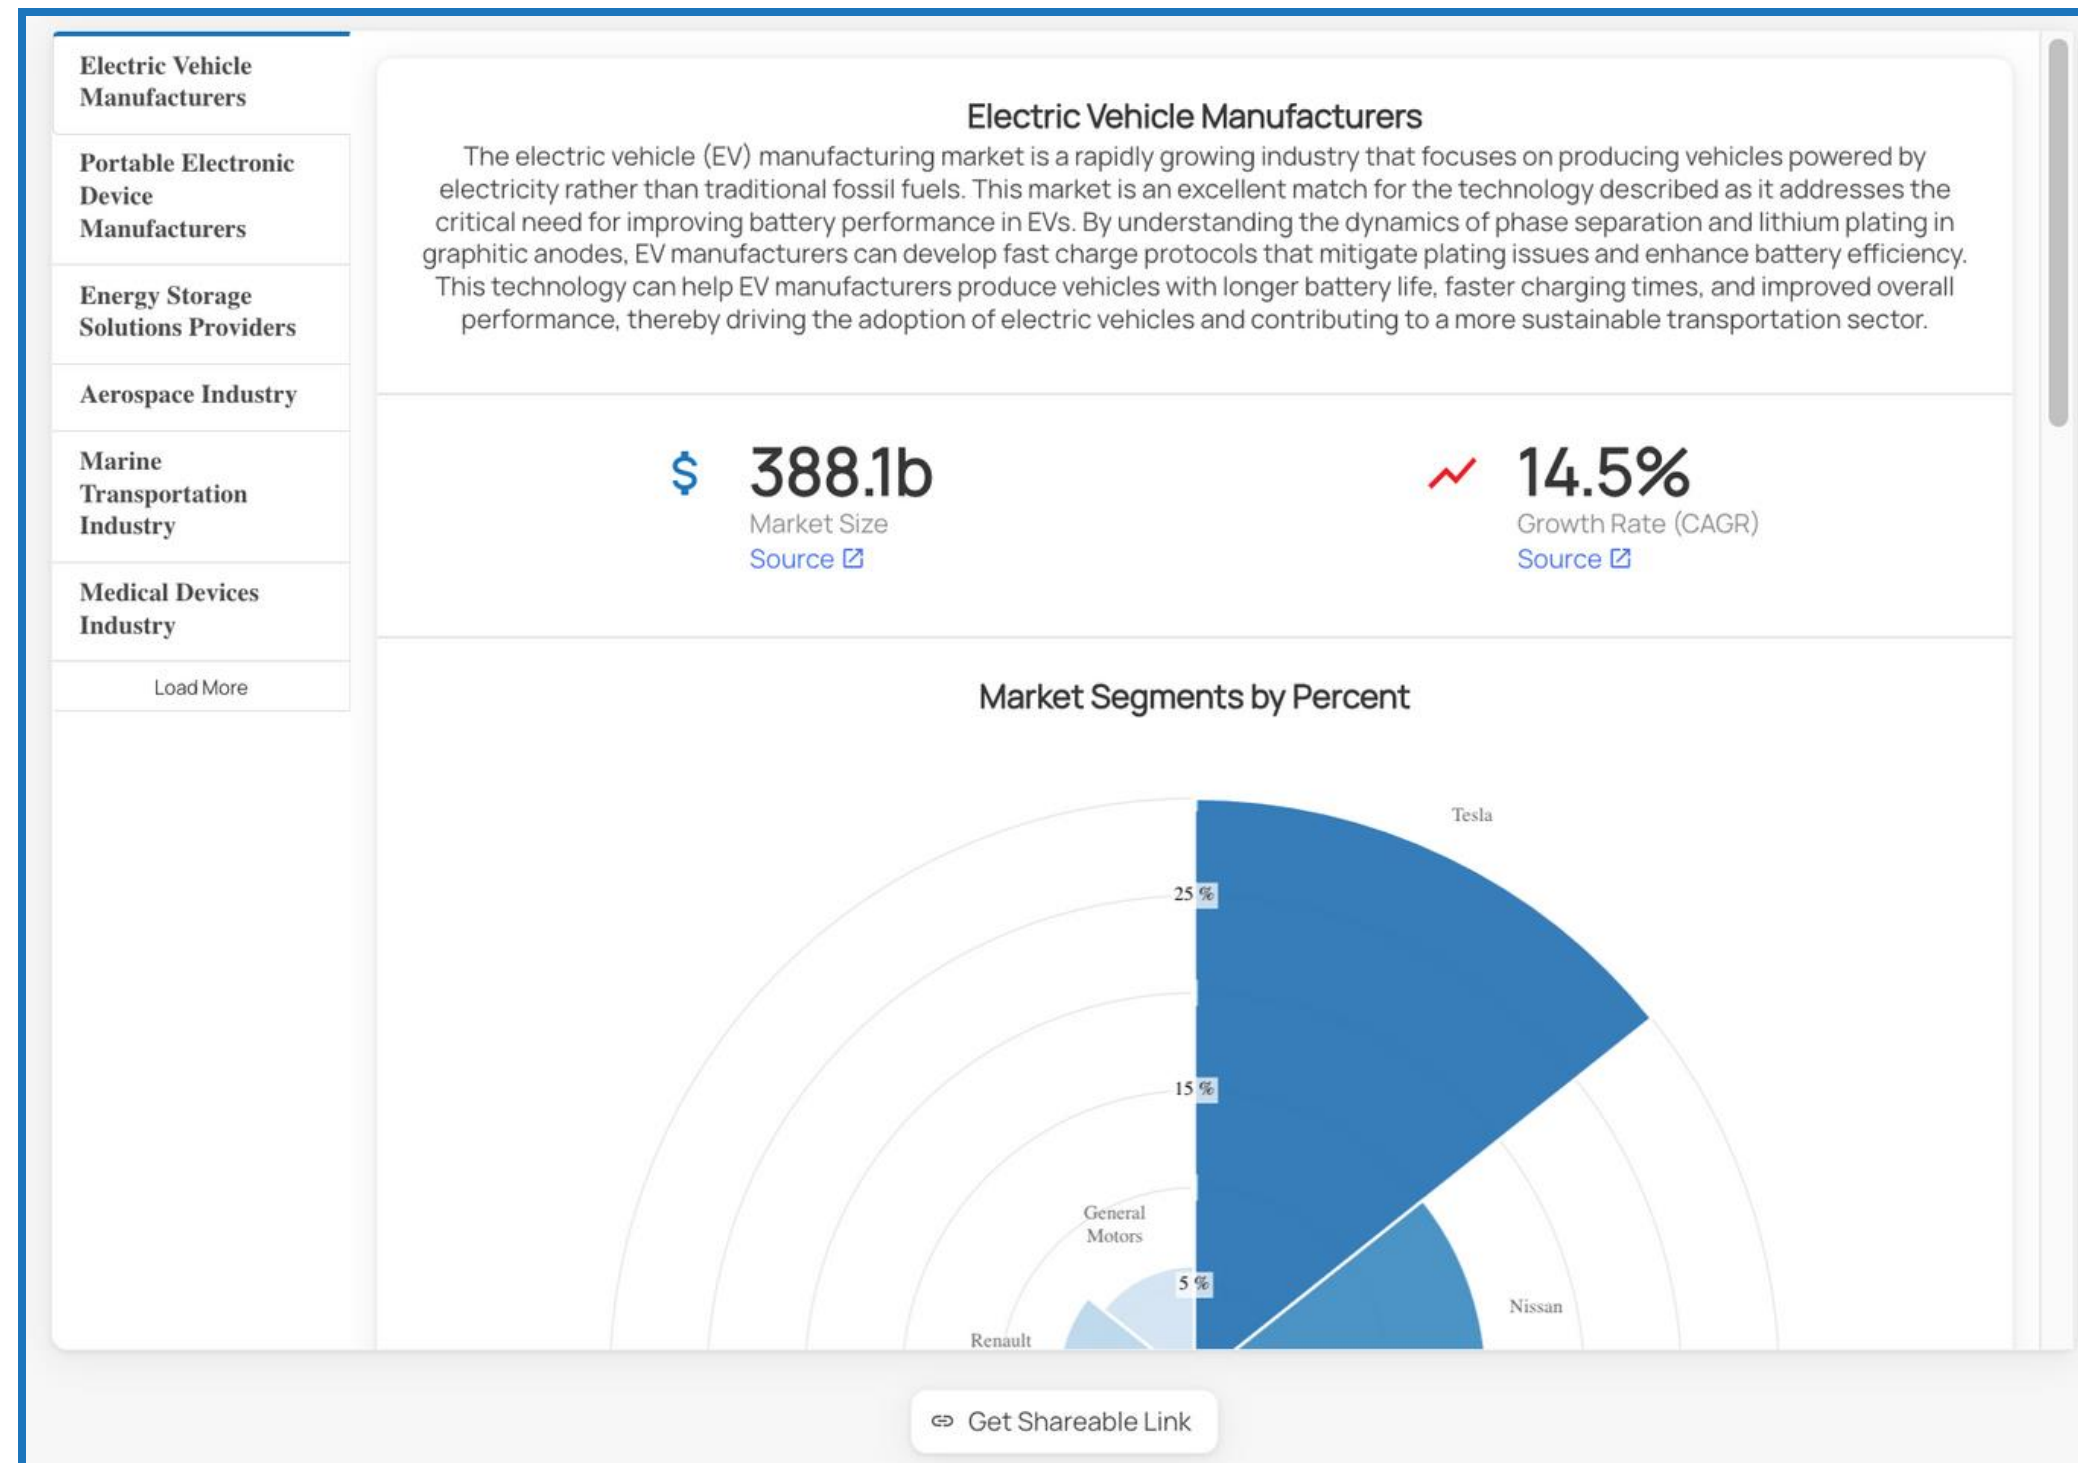 Electric Vehicle
Manufacturers
Portable Electronic
Device
Manufacturers
Energy Storage
Solutions Providers
Aerospace Industry
Marine
Transportation
Industry
Medical Devices
Industry
Load More
Electric Vehicle Manufacturers
The electric vehicle (EV) manufacturing market is a rapidly growing industry that focuses on producing vehicles powered by
electricity rather than traditional fossil fuels. This market is an excellent match for the technology described as it addresses the
critical need for improving battery performance in EVs. By understanding the dynamics of phase separation and lithium plating in
graphitic anodes, EV manufacturers can develop fast charge protocols that mitigate plating issues and enhance battery efficiency.
This technology can help EV manufacturers produce vehicles with longer battery life, faster charging times, and improved overall
performance, thereby driving the adoption of electric vehicles and contributing to a more sustainable transportation sector.
$ 388.1b
Market Size
Source
14.5%
Growth Rate (CAGR)
Source
Market Segments by Percent
Tesla
25 %
15 %
General
Motors
5 %
Nissan
Renault
Get Shareable Link